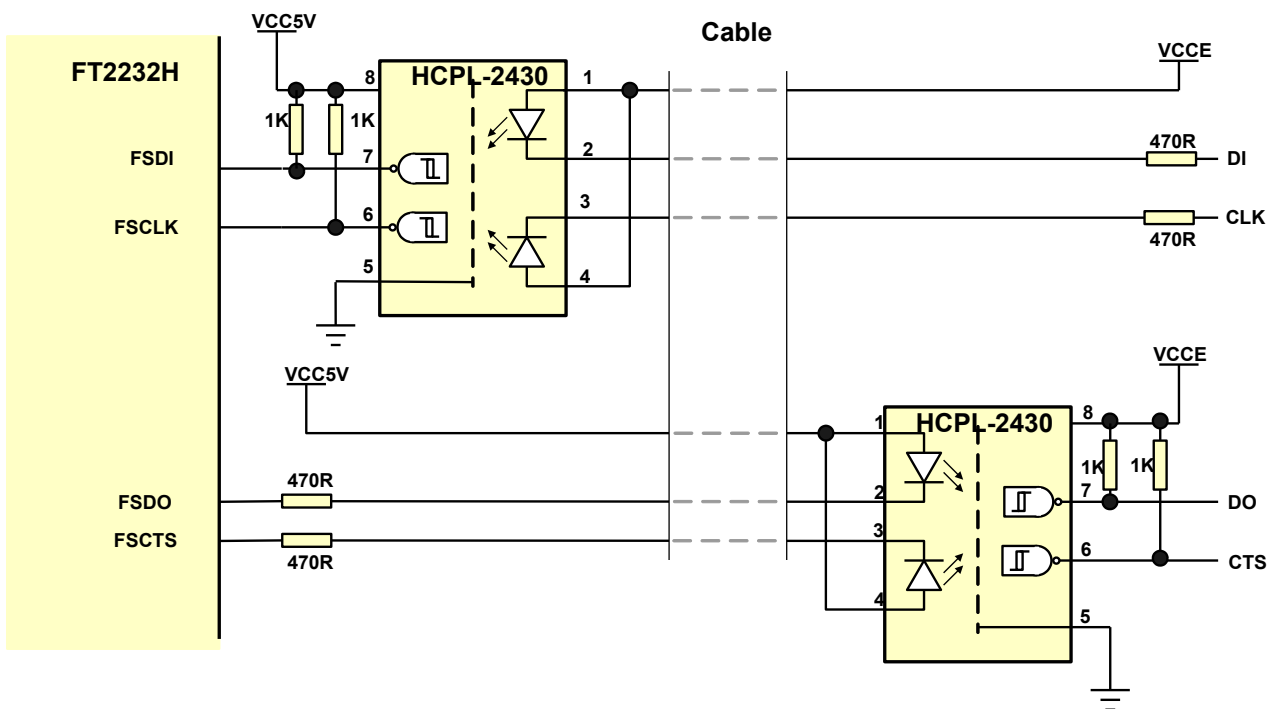 VCC5V
Cable
VCCE
FT2232H
8
HCPL-2430
1
1K
1K
470R
FSDI
7
2
DI
3
FSCLK
6
CLK
470R
5
4
VCC5V
VCCE
1
HCPL-2430
8
470R
1K
1K
FSDO
2
7
DO
FSCTS
3
470R
6
CTS
4
5